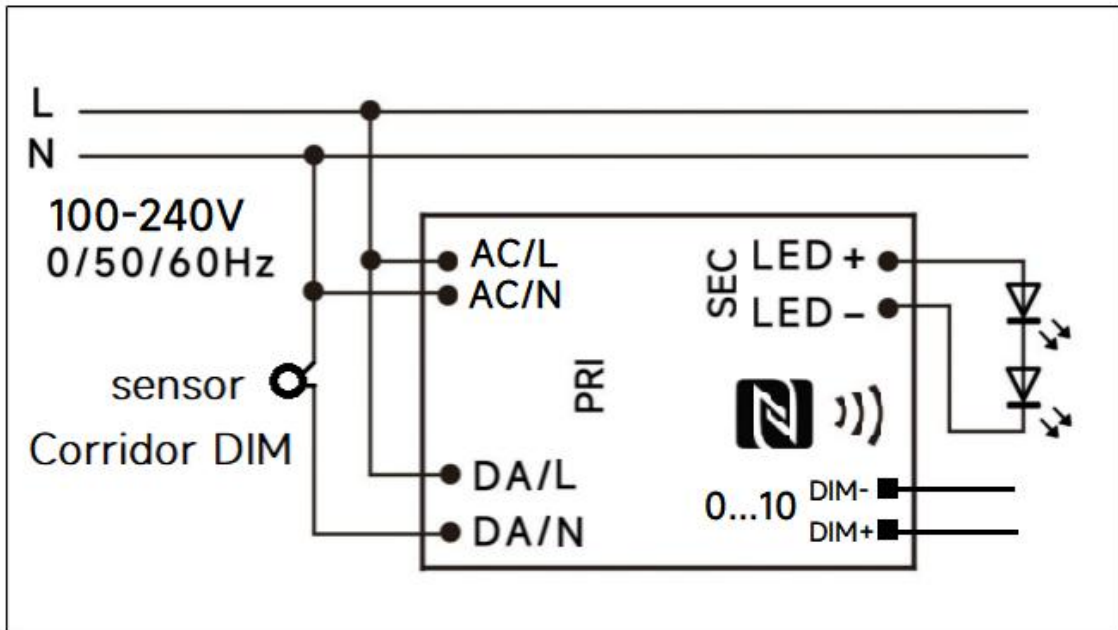 L
N
100-240V
0/50/60Hz
sensor
Corridor DIM
AC/L
AC/N
PRI
DA/L
DA/N
SEC
LED +
LED -
0...10
DIM-
DIM+